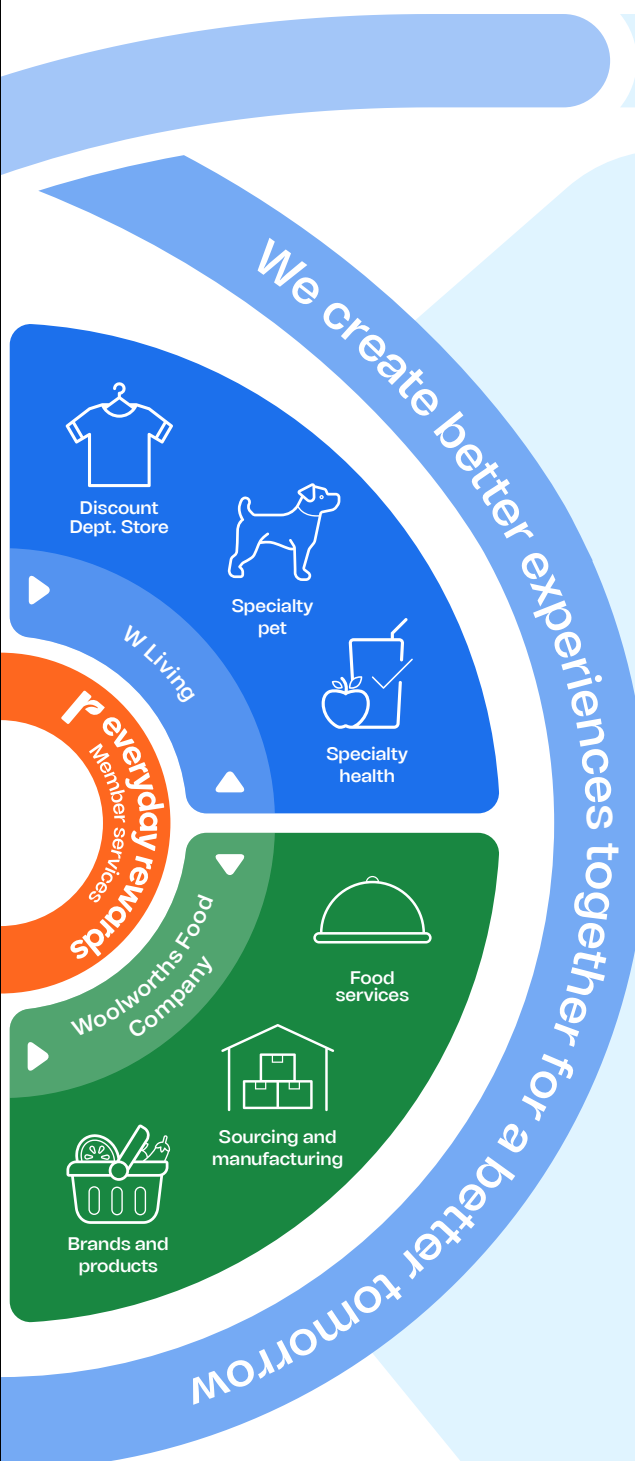 We create better experiences together for a better tomorrow
Discount
Dept. Store
Specialty
pet
Specialty
health
W Living
everyday rewards
Member services
Woolworths Food
Company
Food
services
Sourcing and
manufacturing
Brands and
products